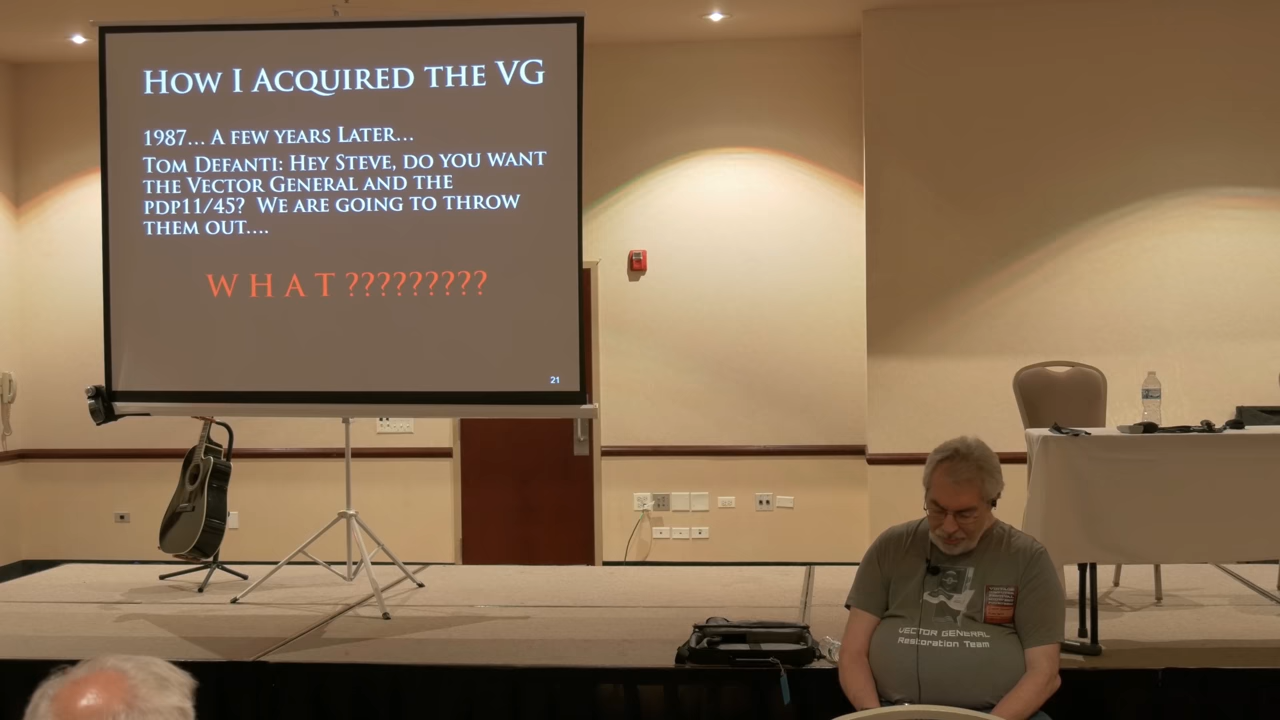 How I Acquired the VG
1987... A few years Later...
Tom Defanti: Hey Steve, do you want
the Vector General and the
pdp11/45? We are going to throw
them out....
W H A T ?????????
21
VECTOR GENERAL
Restoration Team